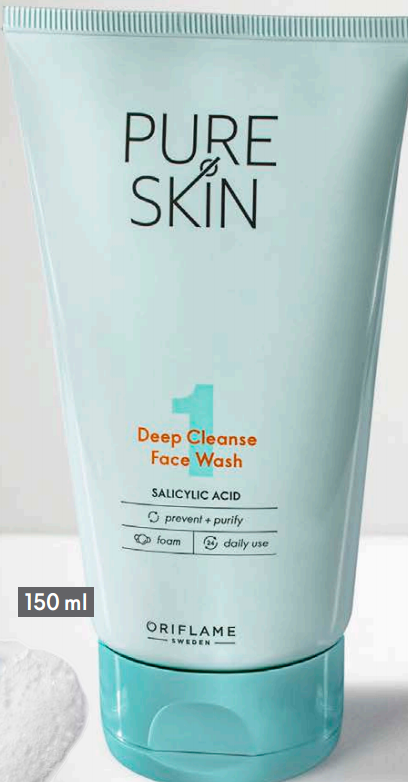 PURE
SKIN
1
Deep Cleanse
Face Wash
SALICYLIC ACID
prevent + purify
foam
24 daily use
150 ml
ORIFLAME
SWEDEN